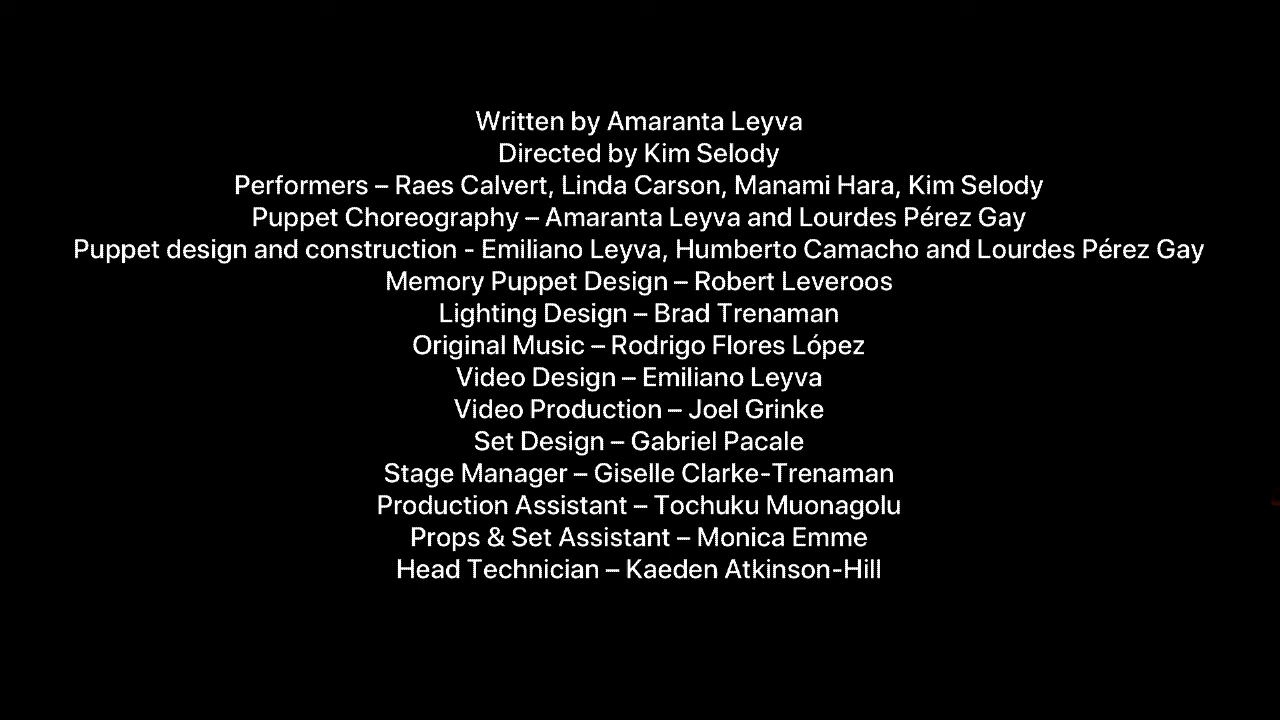 Written by Amaranta Leyva
Directed by Kim Selody
Performers – Raes Calvert, Linda Carson, Manami Hara, Kim Selody
Puppet Choreography – Amaranta Leyva and Lourdes Pérez Gay
Puppet design and construction - Emiliano Leyva, Humberto Camacho and Lourdes Pérez Gay
Memory Puppet Design – Robert Leveroos
Lighting Design – Brad Trenaman
Original Music – Rodrigo Flores López
Video Design – Emiliano Leyva
Video Production – Joel Grinke
Set Design – Gabriel Pacale
Stage Manager – Giselle Clarke-Trenaman
Production Assistant – Tochuku Muonagolu
Props & Set Assistant – Monica Emme
Head Technician – Kaeden Atkinson-Hill